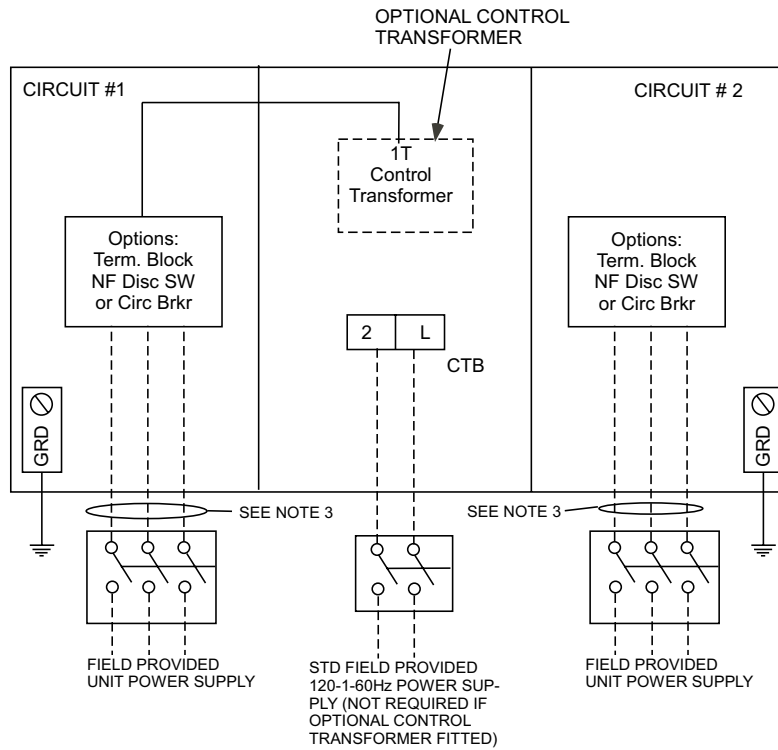 OPTIONAL CONTROL
TRANSFORMER
CIRCUIT #1
CIRCUIT # 2
1T
Control
Transformer
Options:
Term. Block
NF Disc SW
or Circ Brkr
Options:
Term. Block
NF Disc SW
or Circ Brkr
2 L
CTB
GRD
GRD
SEE NOTE 3
SEE NOTE 3
FIELD PROVIDED
UNIT POWER SUPPLY
STD FIELD PROVIDED
120-1-60Hz POWER SUP-
PLY (NOT REQUIRED IF
OPTIONAL CONTROL
TRANSFORMER FITTED)
FIELD PROVIDED
UNIT POWER SUPPLY